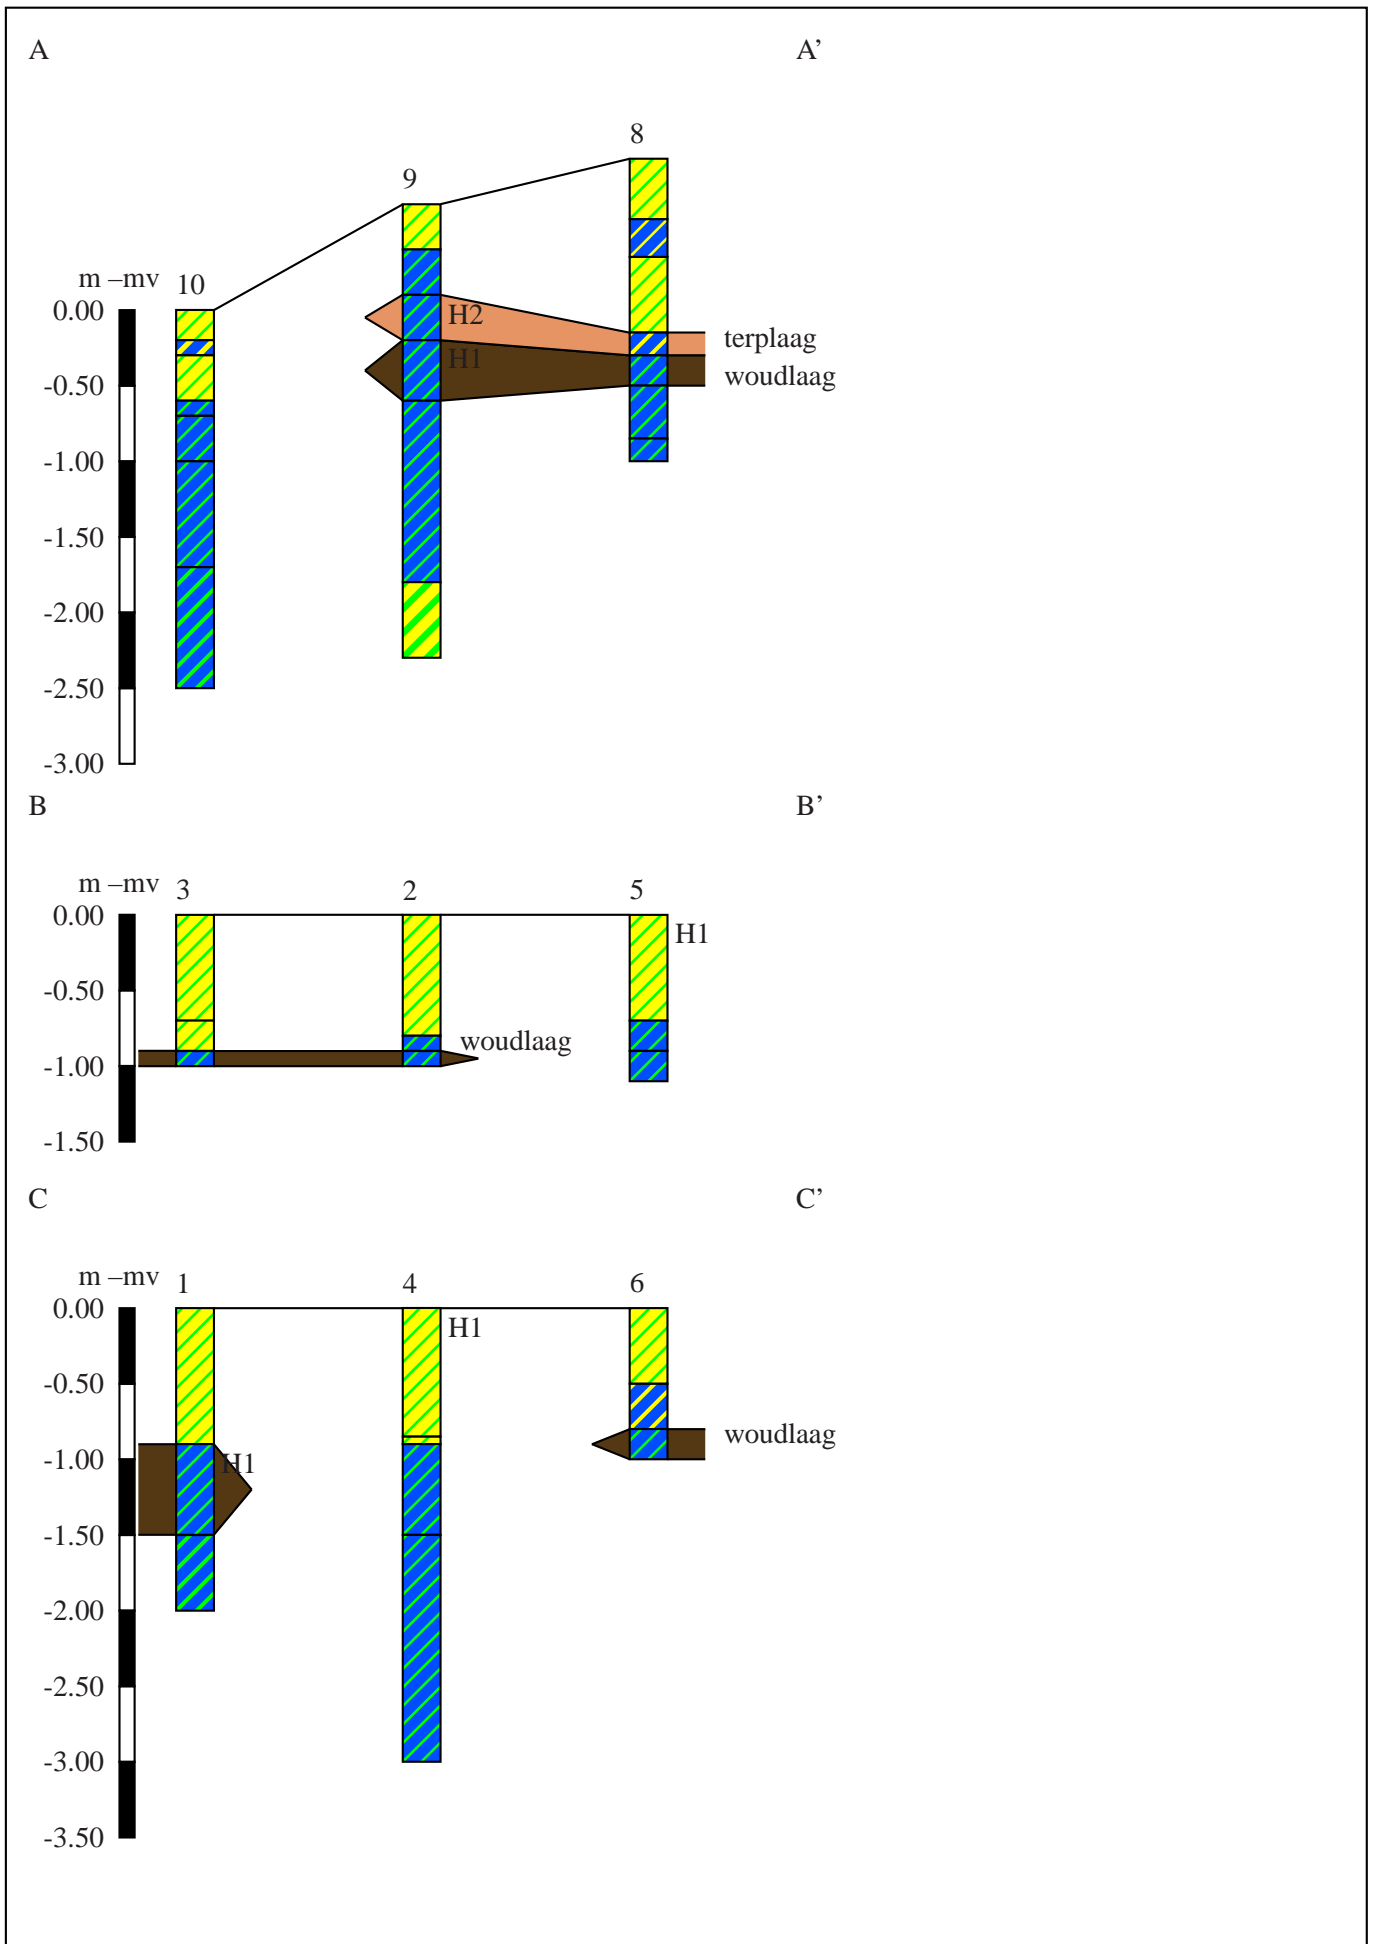 A A’
8
9
m –mv 10
0.00
H2
terplaag
H1
woudlaag
-0.50
-1.00
-1.50
-2.00
-2.50
-3.00
B B’
m –mv 3 2 5
0.00
H1
-0.50
woudlaag
-1.00
-1.50
C C’
m –mv 1 4 6
0.00
H1
-0.50
woudlaag
-1.00 H1
-1.50
-2.00
-2.50
-3.00
-3.50